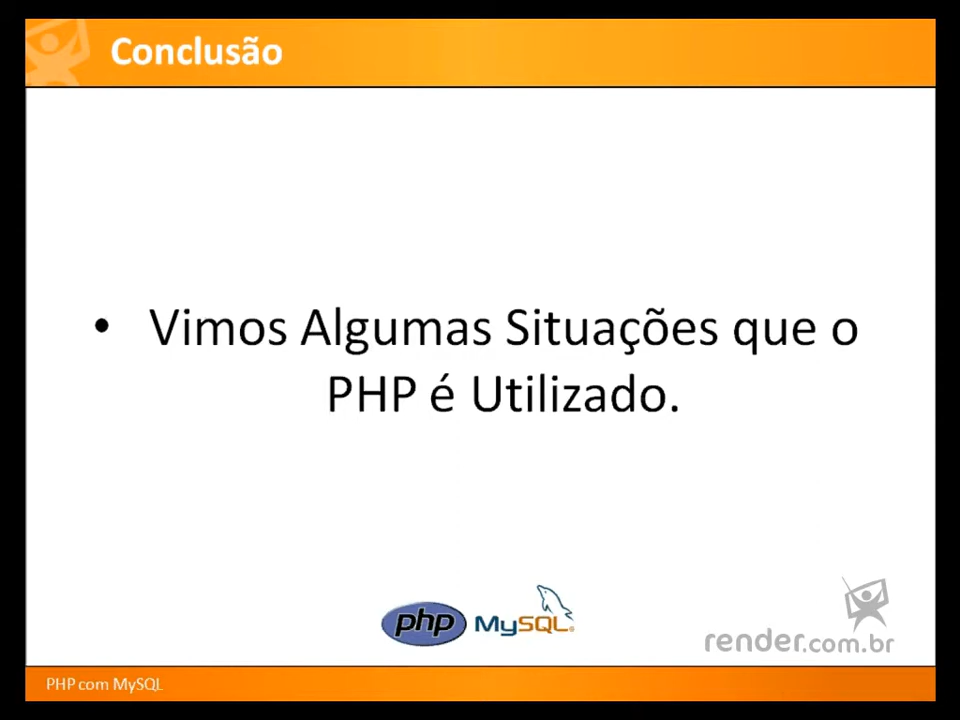 Conclusão
• Vimos Algumas Situações que o
PHP é Utilizado.
php MySQL®
render.com.br
PHP com MySQL